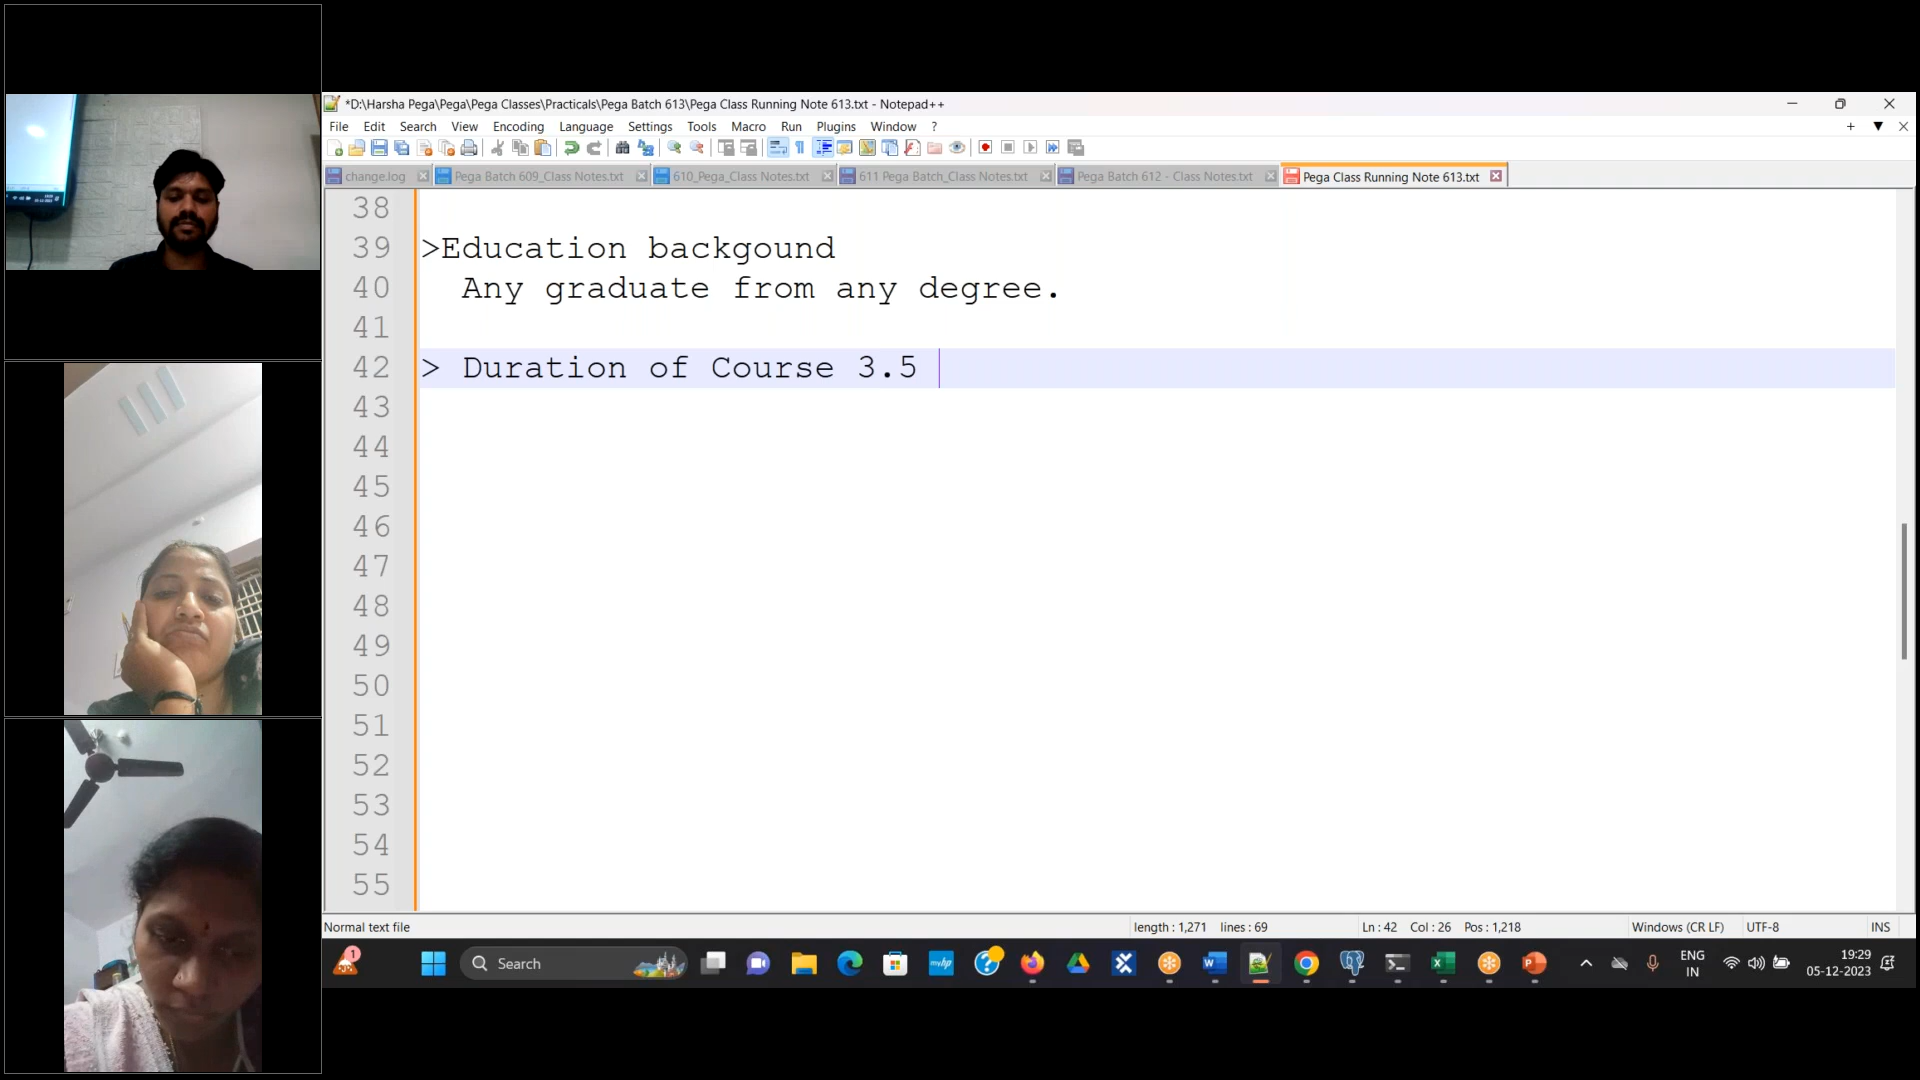 *D:\Harsha Pega\Pega\Pega Classes\Practicals\Pega Batch 613\Pega Class Running Note 613.txt - Notepad++
File Edit Search View Encoding Language Settings Tools Macro Run Plugins Window ?
change.log Pega Batch 609_Class Notes.txt 610_Pega_Class Notes.txt 611 Pega Batch_Class Notes.txt Pega Batch 612 - Class Notes.txt Pega Class Running Note 613.txt
38
39 >Education backgound
40 Any graduate from any degree.
41
42 > Duration of Course 3.5
43
44
45
46
47
48
49
50
51
52
53
54
55
Normal text file length : 1,271 lines : 69 Ln : 42 Col : 26 Pos : 1,218 Windows (CR LF) UTF-8 INS
1 Search myhp ENG IN 19:29 05-12-2023